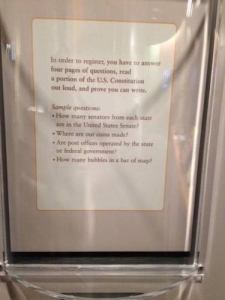 In order to register, you have to answer
four pages of questions, read
a portion of the U.S. Constitution
out loud, and prove you can write.
Sample questions:
• How many senators from each state
are in the United States Senate?
• Where are our coins made?
• Are post offices operated by the state
or federal government?
• How many bubbles in a bar of soap?